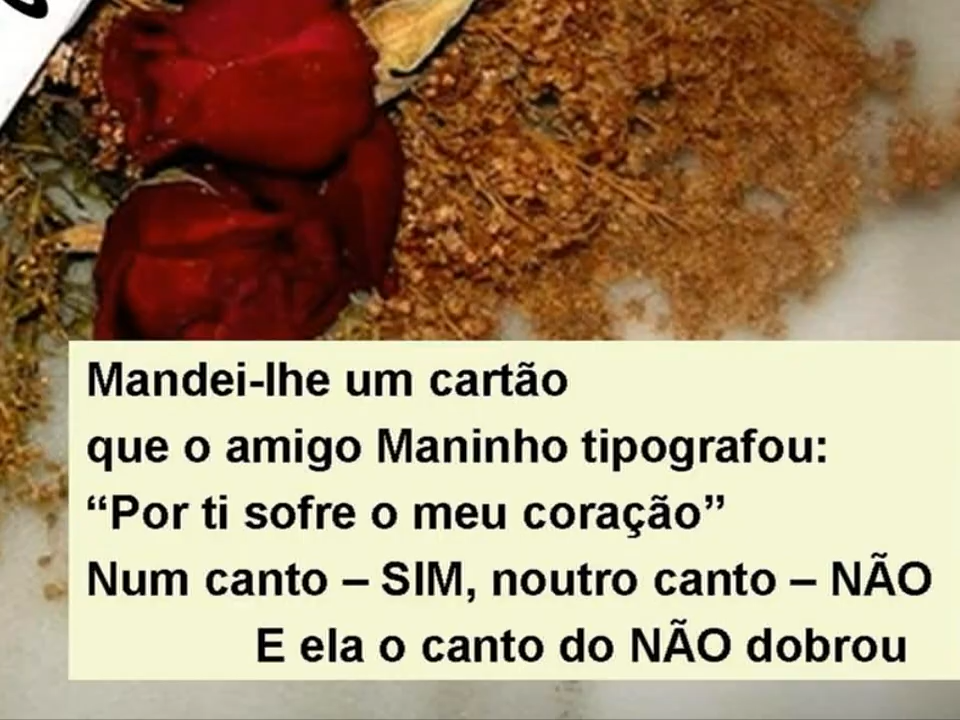 Mandei-lhe um cartão
que o amigo Maninho tipografou:
“Por ti sofre o meu coração”
Num canto – SIM, noutro canto – NÃO
E ela o canto do NÃO dobrou